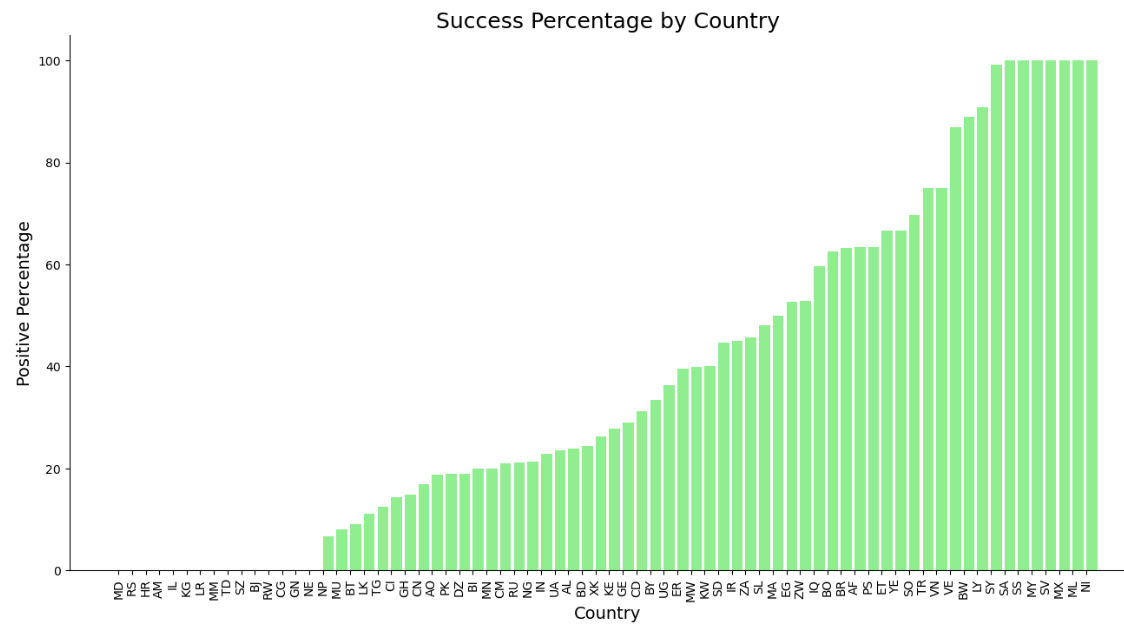 Success Percentage by Country
Positive Percentage
100
80
60
40
20
0
MD RS HR AM IL KG LR MM TD SZ BJ RW CG GN NE NP MU BT LK TG CI GH CN AO PK DZ BI MN CM RU NG IN UA AL BD XK KE GE CD BY UG ER MW KW SD IR ZA SL MA EG ZW IQ BO BR AF PS ET YE SO TR VN VE BW LY SY SA SS MY SV MX ML NI
Country